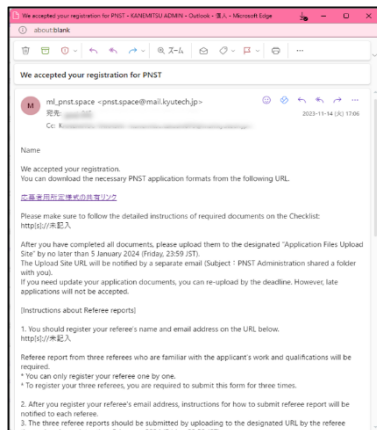 We accepted your registration for PNST - KANEMITSU ADMIN - Outlook - 個人 - Microsoft Edge
about:blank
ズーム
We accepted your registration for PNST
M
ml_pnst.space <pnst.space@mail.kyutech.jp>
宛先:
Cc:
2023-11-14 (火) 17:06
Name
We accepted your registration.
You can download the necessary PNST application formats from the following URL.
応募者用所定様式の共有リンク
Please make sure to follow the detailed instructions of required documents on the Checklist:
http(s)://未記入
After you have completed all documents, please upload them to the designated "Application Files Upload
Site" by no later than 5 January 2024 (Friday, 23:59 JST).
The Upload Site URL will be notified by a separate email (Subject：PNST Administration shared a folder
with you).
If you need update your application documents, you can re-upload by the deadline. However, late
applications will not be accepted.
[Instructions about Referee reports]
1. You should register your referee's name and email address on the URL below.
http(s)://未記入
Referee report from three referees who are familiar with the applicant's work and qualifications will be
required.
* You can only register your referee one by one.
* To register your three referees, you are required to submit this form for three times.
2. After you register your referee's email address, instructions for how to submit referee report will be
notified to each referee.
3. The three referee reports should be submitted by uploading to the designated URL by the referee